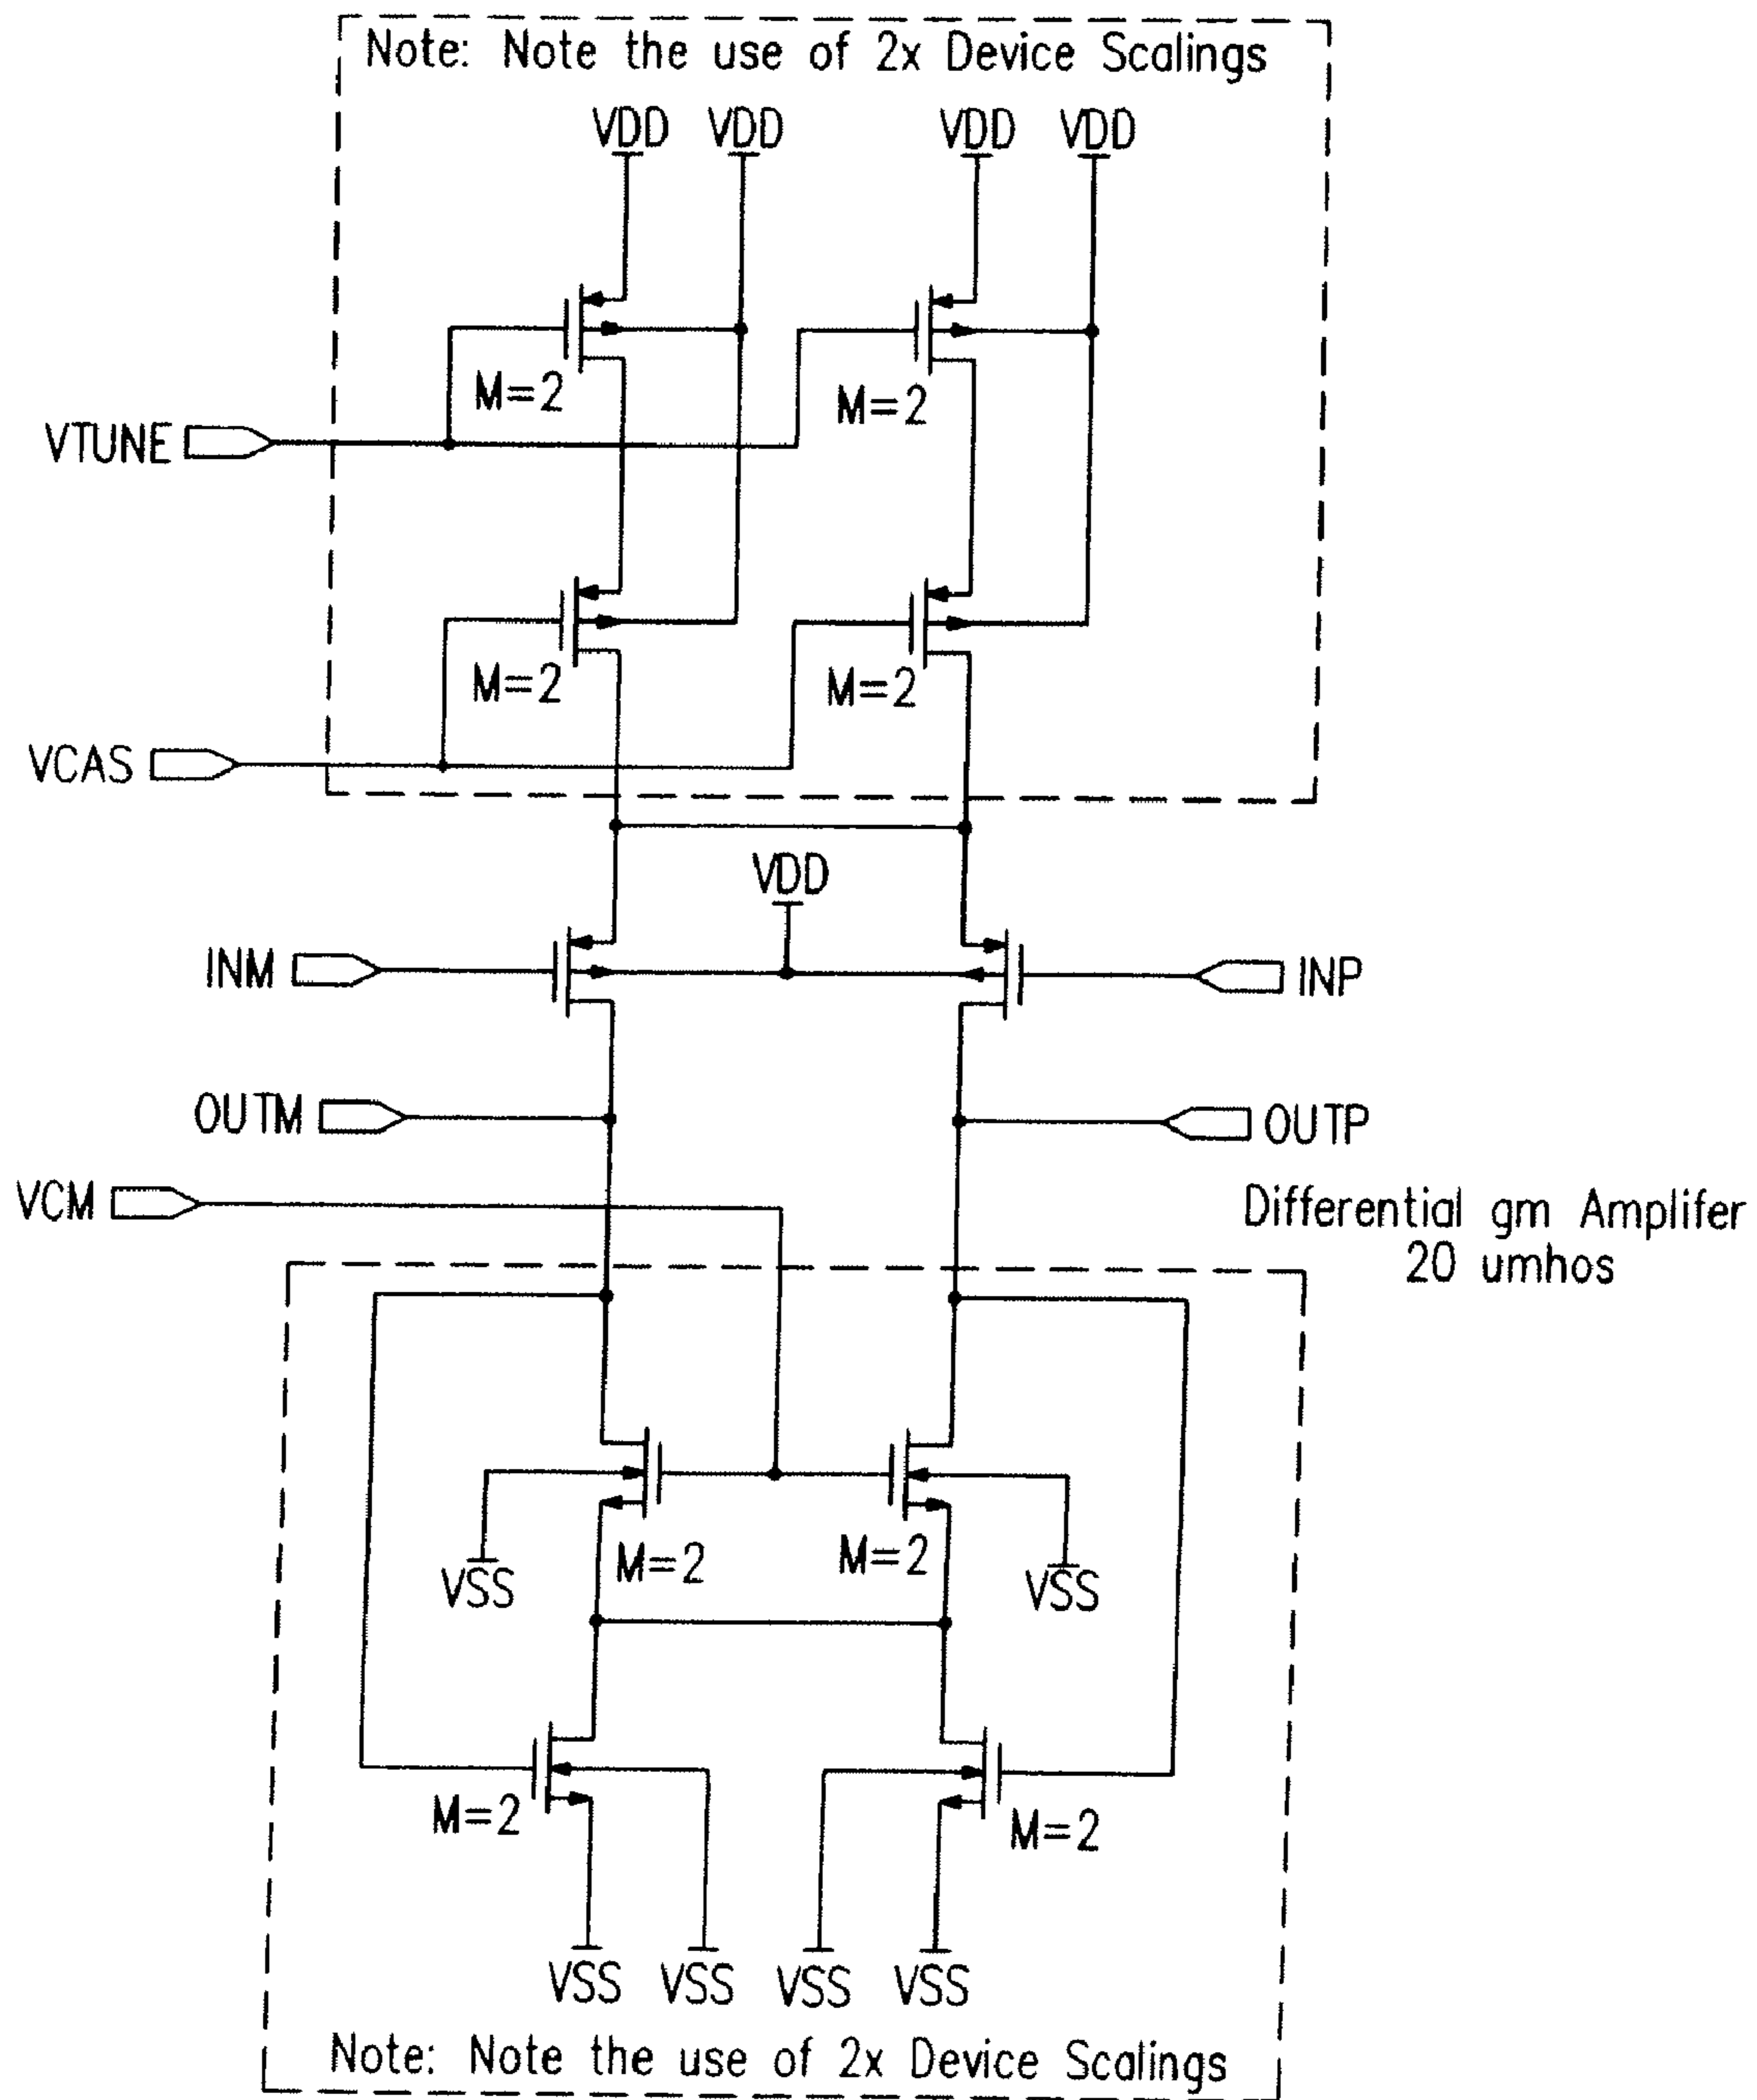 Note: Note the use of 2x Device Scalings
VDD VDD VDD VDD
M=2 M=2
VTUNE
M=2 M=2
VCAS
VDD
INM INP
OUTM OUTP
VCM
Differential gm Amplifer
20 umhos
M=2 M=2
VSS VSS
M=2 M=2
VSS VSS VSS VSS
Note: Note the use of 2x Device Scalings